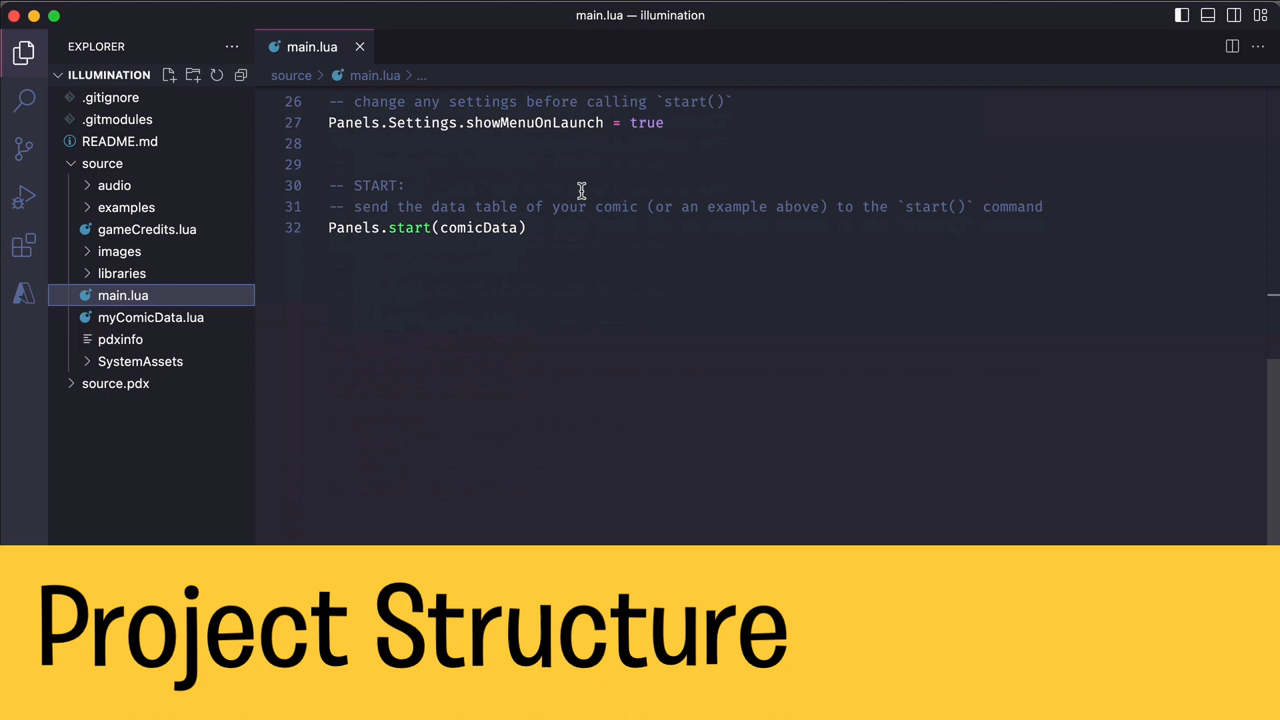 main.lua — illumination
EXPLORER
main.lua
ILLUMINATION
source
main.lua
...
.gitignore
.gitmodules
README.md
source
audio
examples
gameCredits.lua
images
libraries
main.lua
myComicData.lua
pdxinfo
SystemAssets
source.pdx
26 -- change any settings before calling `start()`
27 Panels.Settings.showMenuOnLaunch = true
28
29
30 -- START:
31 -- send the data table of your comic (or an example above) to the `start()` command
32 Panels.start(comicData)
Project Structure